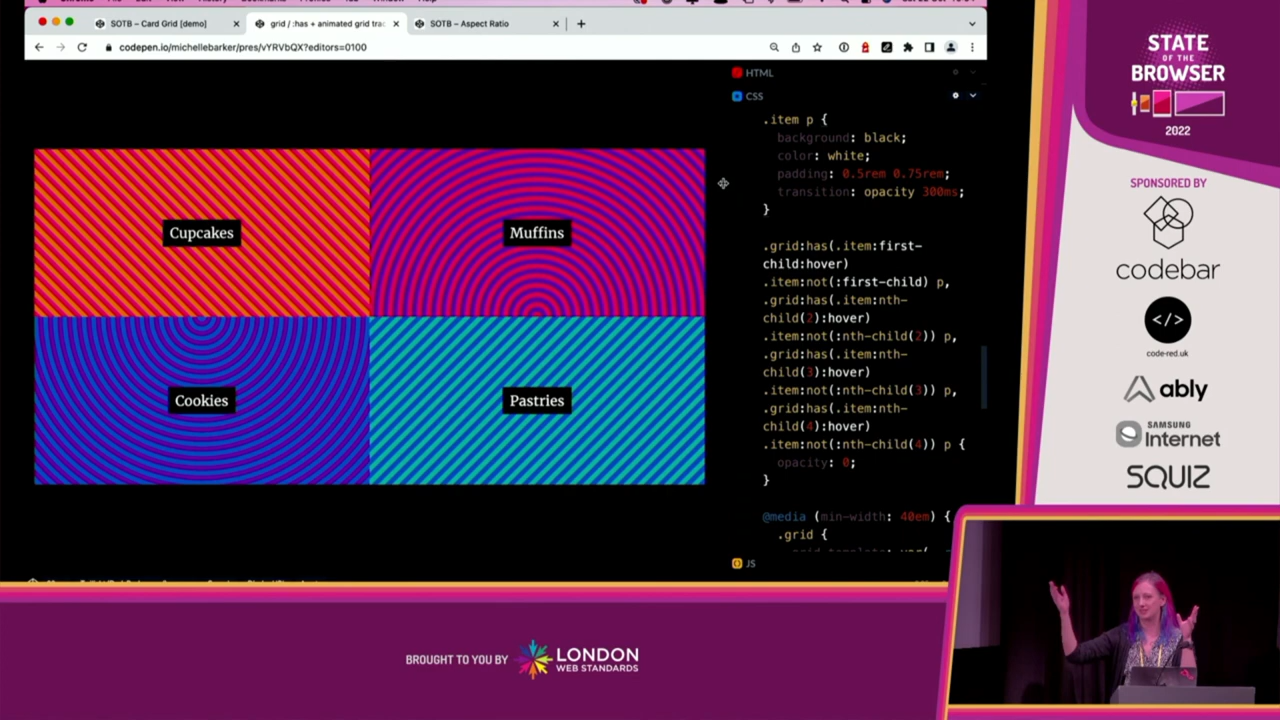 SOTB – Card Grid [demo]
grid / :has + animated grid trac
SOTB – Aspect Ratio
codepen.io/michellebarker/pres/vYRVbQX?editors=0100
HTML
CSS
.item p {
background: black;
color: white;
padding: 0.5rem 0.75rem;
transition: opacity 300ms;
}
.grid:has(.item:first-
child:hover)
.item:not(:first-child) p,
.grid:has(.item:nth-
child(2):hover)
.item:not(:nth-child(2)) p,
.grid:has(.item:nth-
child(3):hover)
.item:not(:nth-child(3)) p,
.grid:has(.item:nth-
child(4):hover)
.item:not(:nth-child(4)) p {
opacity: 0;
}
@media (min-width: 40em) {
.grid {
JS
Cupcakes
Muffins
Cookies
Pastries
STATE
OF THE
BROWSER
2022
SPONSORED BY
codebar
</>
code-red.uk
ably
SAMSUNG
Internet
SQUIZ
BROUGHT TO YOU BY
LONDON
WEB STANDARDS